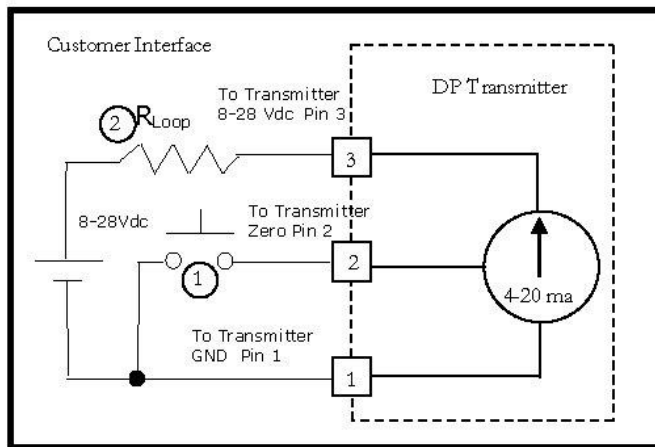 Customer Interface
DP Transmitter
To Transmitter
8-28 Vdc Pin 3
2
RLoop
3
8-28Vdc
To Transmitter
Zero Pin 2
2
1
4-20 ma
To Transmitter
GND Pin 1
1